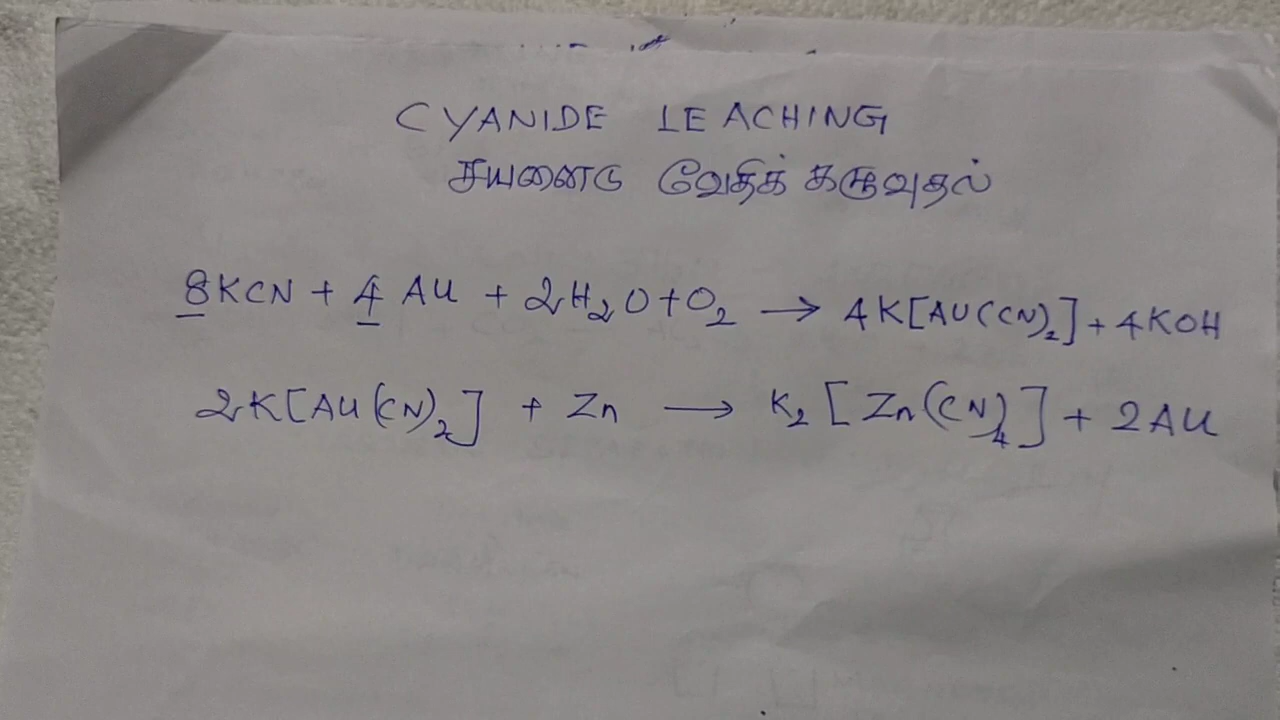 CYANIDE LEACHING
சயனைடு வேதிக் கழுவுதல்
8KCN + 4 AU + 2H₂O + O₂ → 4K[AU(CN)₂] + 4KOH
2K[AU(CN)₂] + Zn → K₂[Zn(CN)₄] + 2AU